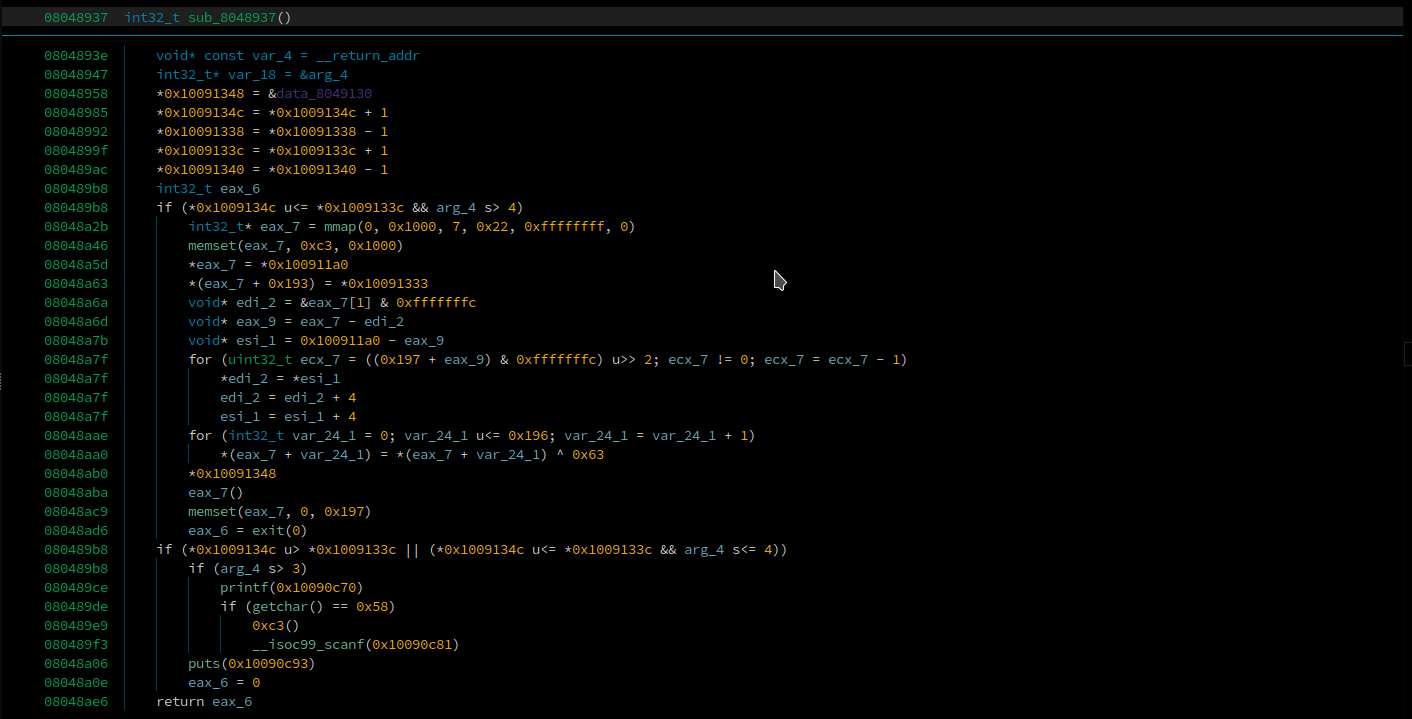 08048937 int32_t sub_8048937()
0804893e void* const var_4 = __return_addr
08048947 int32_t* var_18 = &arg_4
08048958 *0x10091348 = &data_8049130
08048985 *0x1009134c = *0x1009134c + 1
08048992 *0x10091338 = *0x10091338 - 1
0804899f *0x1009133c = *0x1009133c + 1
080489ac *0x10091340 = *0x10091340 - 1
080489b8 int32_t eax_6
080489b8 if (*0x1009134c u<= *0x1009133c && arg_4 s> 4)
08048a2b int32_t* eax_7 = mmap(0, 0x1000, 7, 0x22, 0xffffffff, 0)
08048a46 memset(eax_7, 0xc3, 0x1000)
08048a5d *eax_7 = *0x100911a0
08048a63 *(eax_7 + 0x193) = *0x10091333
08048a6a void* edi_2 = &eax_7[1] & 0xfffffffc
08048a6d void* eax_9 = eax_7 - edi_2
08048a7b void* esi_1 = 0x100911a0 - eax_9
08048a7f for (uint32_t ecx_7 = ((0x197 + eax_9) & 0xfffffffc) u>> 2; ecx_7 != 0; ecx_7 = ecx_7 - 1)
08048a7f *edi_2 = *esi_1
08048a7f edi_2 = edi_2 + 4
08048a7f esi_1 = esi_1 + 4
08048aae for (int32_t var_24_1 = 0; var_24_1 u<= 0x196; var_24_1 = var_24_1 + 1)
08048aa0 *(eax_7 + var_24_1) = *(eax_7 + var_24_1) ^ 0x63
08048ab0 *0x10091348
08048aba eax_7()
08048ac9 memset(eax_7, 0, 0x197)
08048ad6 eax_6 = exit(0)
080489b8 if (*0x1009134c u> *0x1009133c || (*0x1009134c u<= *0x1009133c && arg_4 s<= 4))
080489b8 if (arg_4 s> 3)
080489ce printf(0x10090c70)
080489de if (getchar() == 0x58)
080489e9 0xc3()
080489f3 __isoc99_scanf(0x10090c81)
08048a06 puts(0x10090c93)
08048a0e eax_6 = 0
08048ae6 return eax_6